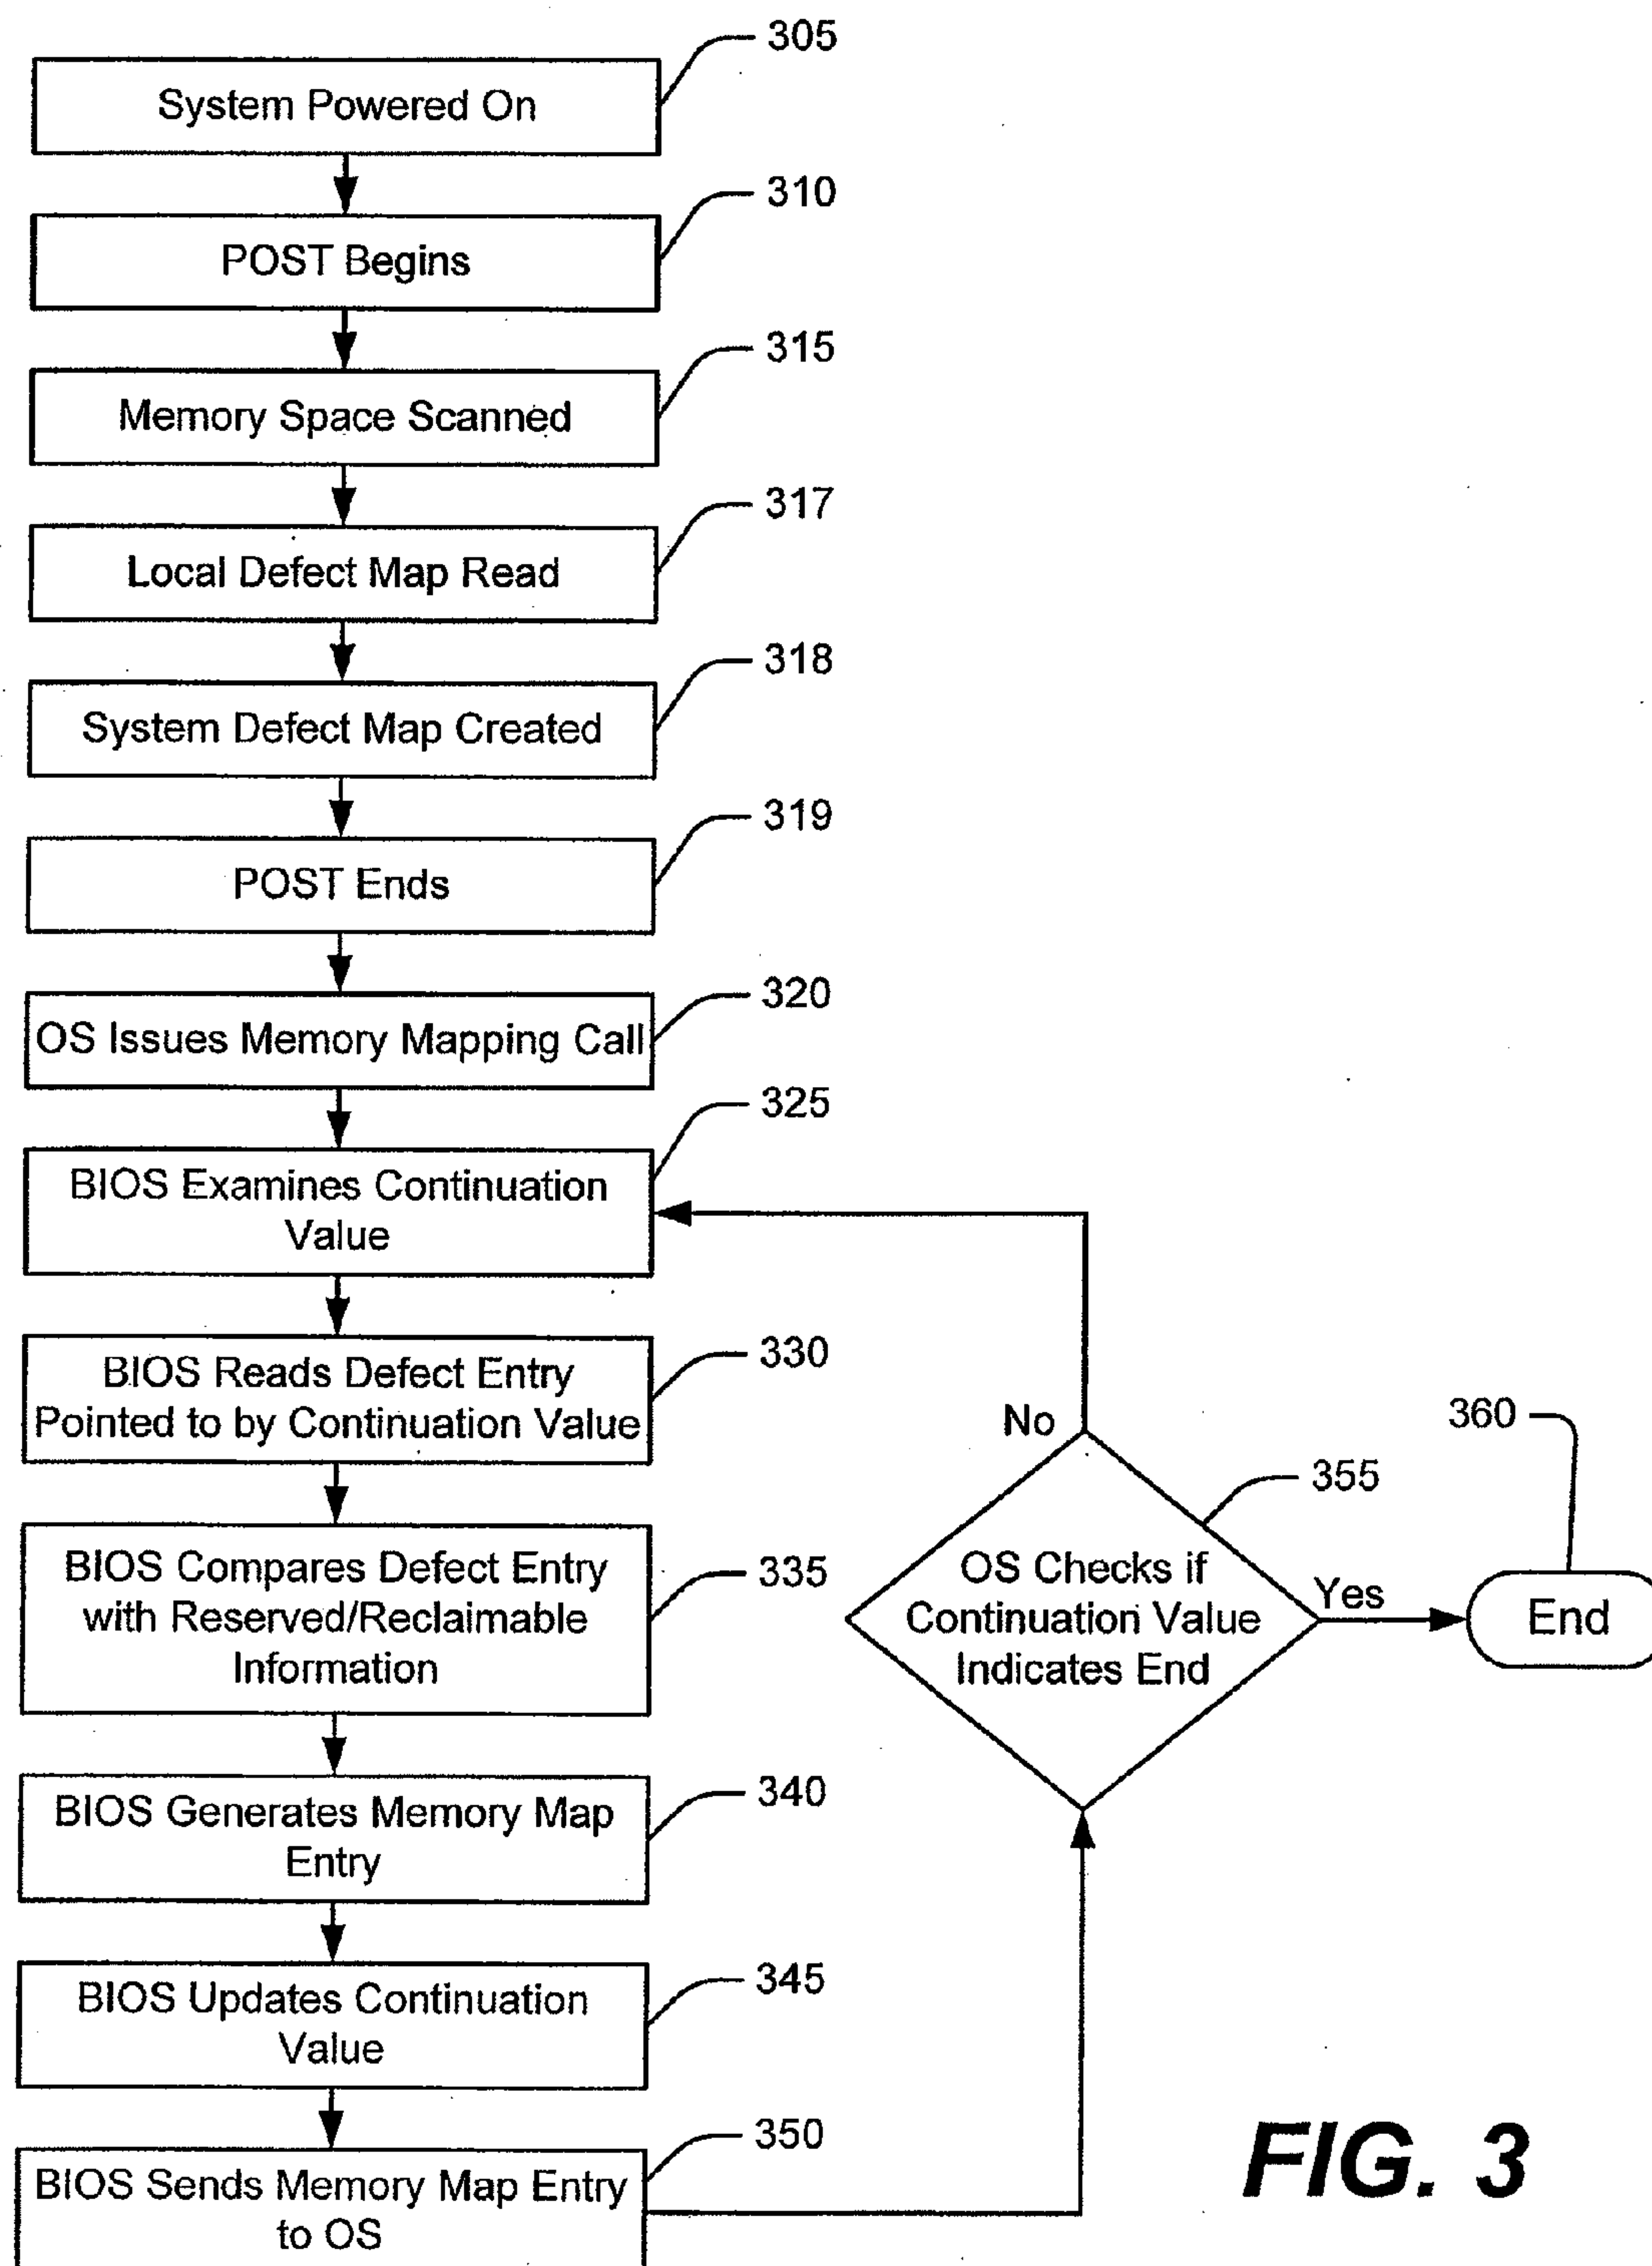 305
System Powered On
310
POST Begins
315
Memory Space Scanned
317
Local Defect Map Read
318
System Defect Map Created
319
POST Ends
320
OS Issues Memory Mapping Call
325
BIOS Examines Continuation
Value
330
BIOS Reads Defect Entry
Pointed to by Continuation Value
335
BIOS Compares Defect Entry
with Reserved/Reclaimable
Information
340
BIOS Generates Memory Map
Entry
345
BIOS Updates Continuation
Value
350
BIOS Sends Memory Map Entry
to OS
No
355
OS Checks if
Continuation Value
Indicates End
Yes
360
End
FIG. 3